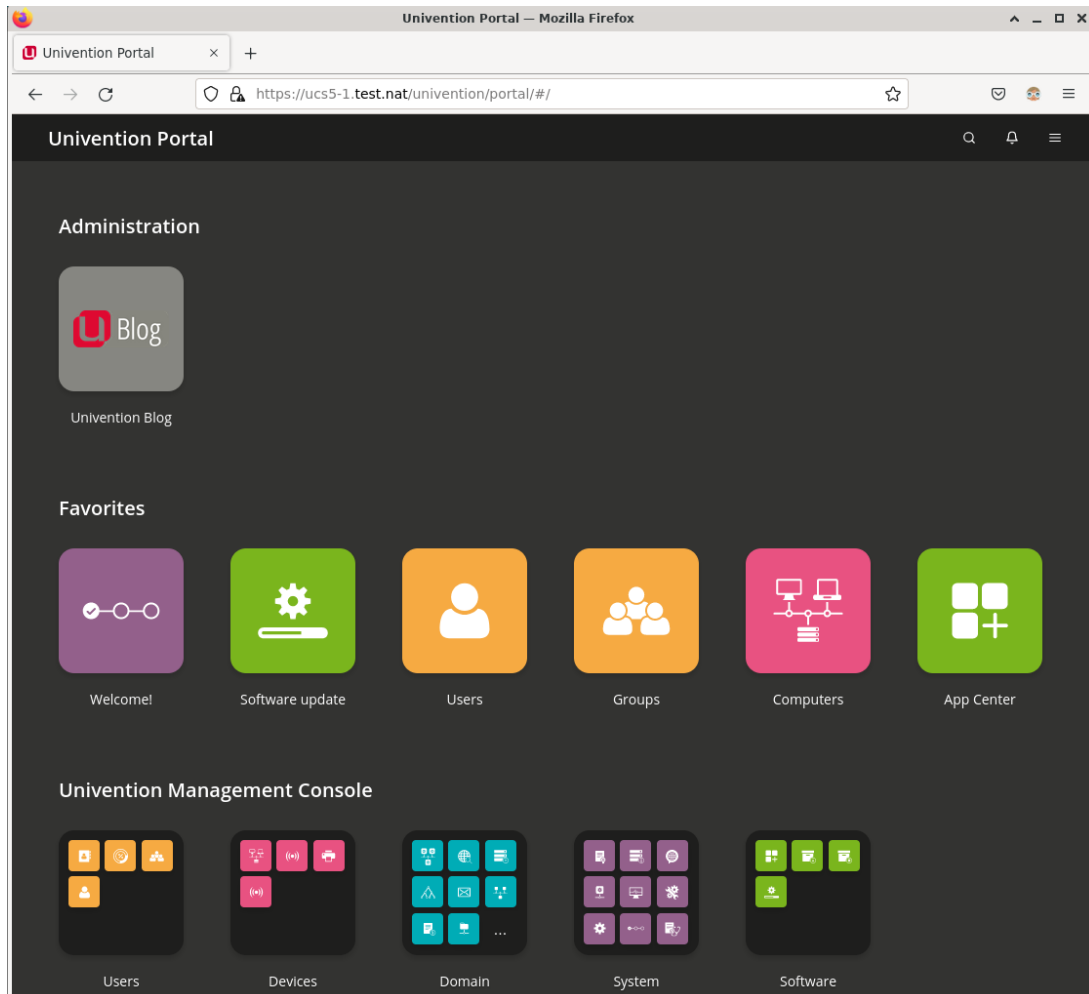 Univention Portal — Mozilla Firefox
Univention Portal
https://ucs5-1.test.nat/univention/portal/#/
Univention Portal
Administration
U Blog
Univention Blog
Favorites
Welcome!
Software update
Users
Groups
Computers
App Center
Univention Management Console
...
Users
Devices
Domain
System
Software